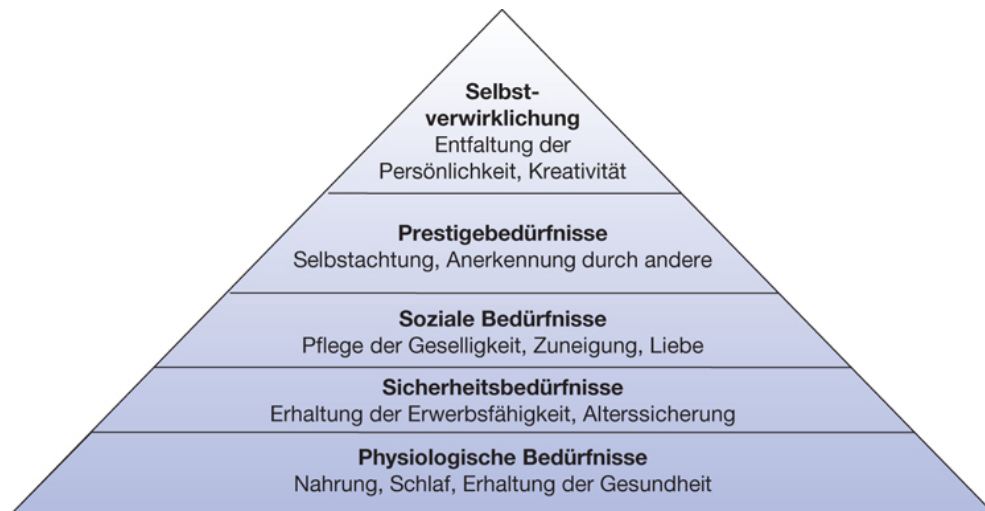 Selbst-
verwirklichung
Entfaltung der
Persönlichkeit, Kreativität
Prestigebedürfnisse
Selbstachtung, Anerkennung durch andere
Soziale Bedürfnisse
Pflege der Geselligkeit, Zuneigung, Liebe
Sicherheitsbedürfnisse
Erhaltung der Erwerbsfähigkeit, Alterssicherung
Physiologische Bedürfnisse
Nahrung, Schlaf, Erhaltung der Gesundheit